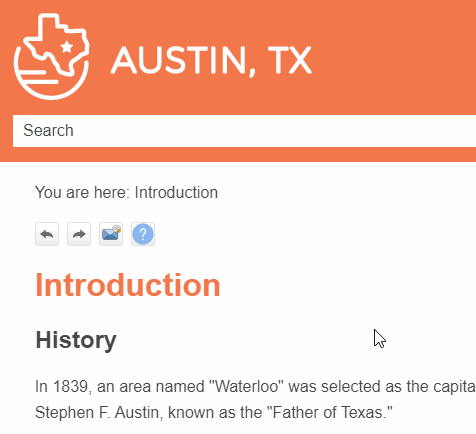 AUSTIN, TX
Search
You are here: Introduction
?
Introduction
History
In 1839, an area named "Waterloo" was selected as the capita
Stephen F. Austin, known as the "Father of Texas."